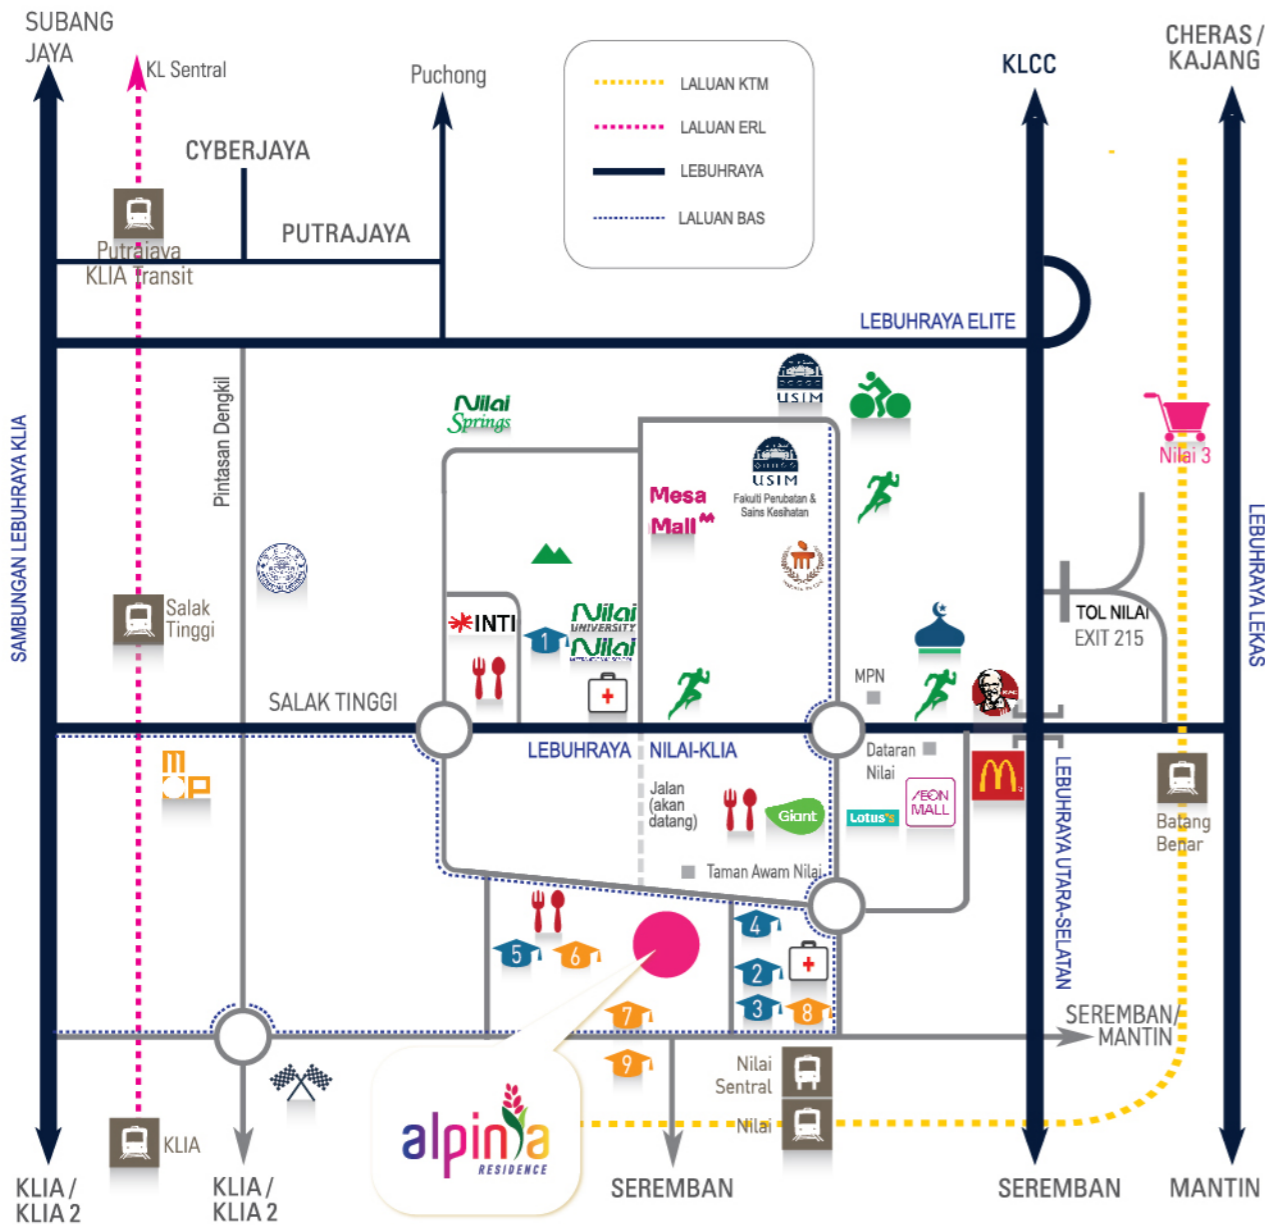 SUBANG
JAYA
KL Sentral
Puchong
CYBERJAYA
PUTRAJAYA
Putrajaya
KLIA Transit
LALUAN KTM
LALUAN ERL
LEBUHRAYA
LALUAN BAS
KLCC
CHERAS /
KAJANG
LEBUHRAYA ELITE
SAMBUNGAN LEBUHRAYA KLIA
Pintasan Dengkil
Nilai
Springs
USIM
USIM
Fakulti Perubatan &
Sains Kesihatan
Mesa
Mall
Nilai 3
LEBUHRAYA LEKAS
Salak
Tinggi
INTI
1
Nilai
UNIVERSITY
Nilai
TOL NILAI
EXIT 215
MPN
SALAK TINGGI
LEBUHRAYA NILAI-KLIA
Dataran
Nilai
mop
Jalan
(akan
datang)
Giant
Lotus's
AEON
MALL
LEBUHRAYA UTARA-SELATAN
Batang
Benar
Taman Awam Nilai
5
6
4
2
3
8
7
9
SEREMBAN/
MANTIN
Nilai
Sentral
Nilai
KLIA
alpinia
RESIDENCE
KLIA /
KLIA 2
KLIA /
KLIA 2
SEREMBAN
SEREMBAN
MANTIN